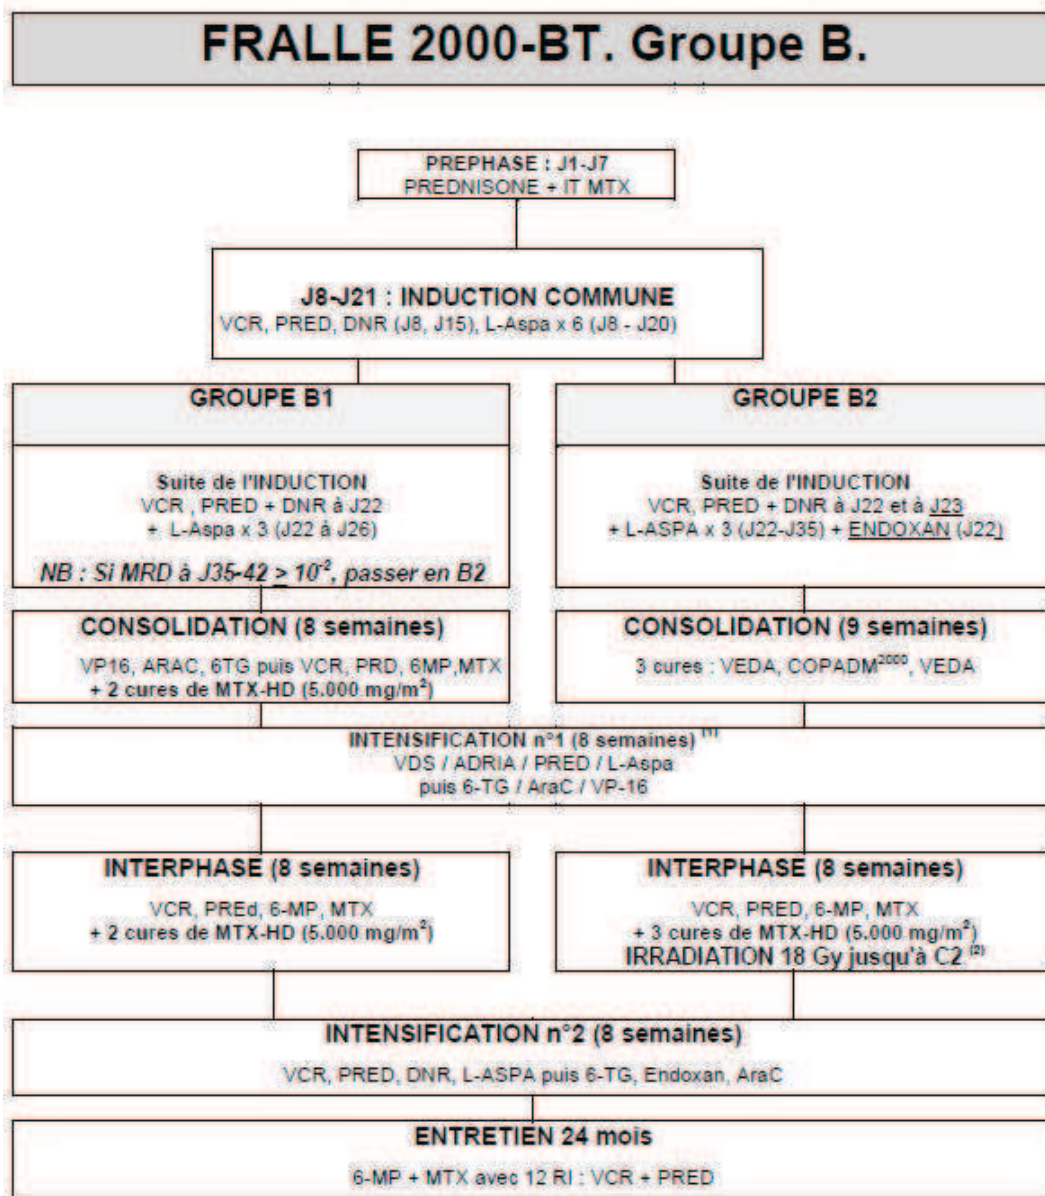 FRALLE 2000-BT. Groupe B.
PREPHASE : J1-J7
PREDNISONE + IT MTX
J8-J21 : INDUCTION COMMUNE
VCR, PRED, DNR (J8, J15), L-Aspa x 6 (J8 - J20)
GROUPE B1
Suite de l'INDUCTION
VCR , PRED + DNR à J22
+ L-Aspa x 3 (J22 à J26)
NB : Si MRD à J35-42 ≥ 10⁻², passer en B2
GROUPE B2
Suite de l'INDUCTION
VCR, PRED + DNR à J22 et à J23
+ L-ASPA x 3 (J22-J35) + ENDOXAN (J22)
CONSOLIDATION (8 semaines)
VP16, ARAC, 6TG puis VCR, PRD, 6MP,MTX
+ 2 cures de MTX-HD (5.000 mg/m²)
CONSOLIDATION (9 semaines)
3 cures : VEDA, COPADM²⁰⁰⁰, VEDA
INTENSIFICATION n°1 (8 semaines) ⁽¹⁾
VDS / ADRIA / PRED / L-Aspa
puis 6-TG / AraC / VP-16
INTERPHASE (8 semaines)
VCR, PREd, 6-MP, MTX
+ 2 cures de MTX-HD (5.000 mg/m²)
INTERPHASE (8 semaines)
VCR, PRED, 6-MP, MTX
+ 3 cures de MTX-HD (5.000 mg/m²)
IRRADIATION 18 Gy jusqu'à C2 ⁽²⁾
INTENSIFICATION n°2 (8 semaines)
VCR, PRED, DNR, L-ASPA puis 6-TG, Endoxan, AraC
ENTRETIEN 24 mois
6-MP + MTX avec 12 RI : VCR + PRED